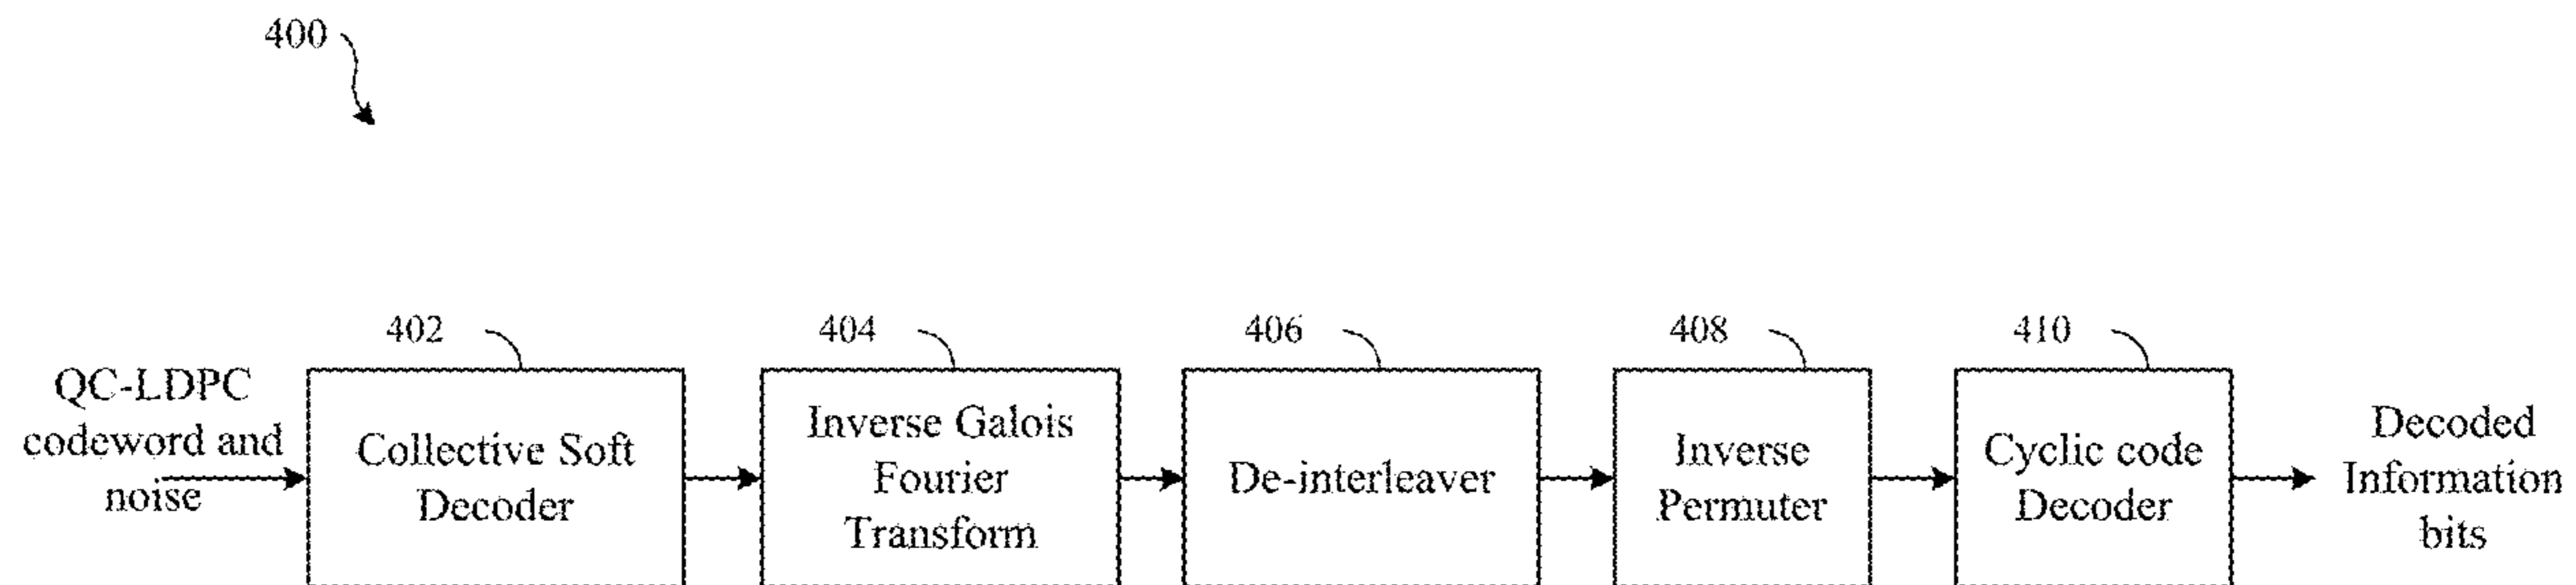 400
402
404
406
408
410
QC-LDPC
codeword and
noise
Collective Soft
Decoder
Inverse Galois
Fourier
Transform
De-interleaver
Inverse
Permuter
Cyclic code
Decoder
Decoded
Information
bits